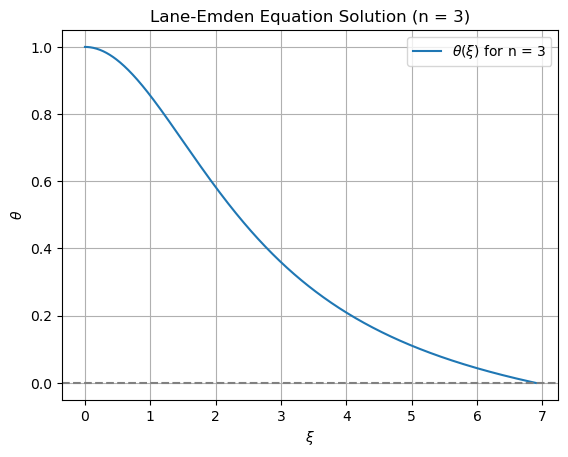 Lane-Emden Equation Solution (n = 3)
θ(ξ) for n = 3
1.0
0.8
0.6
0.4
0.2
0.0
θ
0 1 2 3 4 5 6 7
ξ